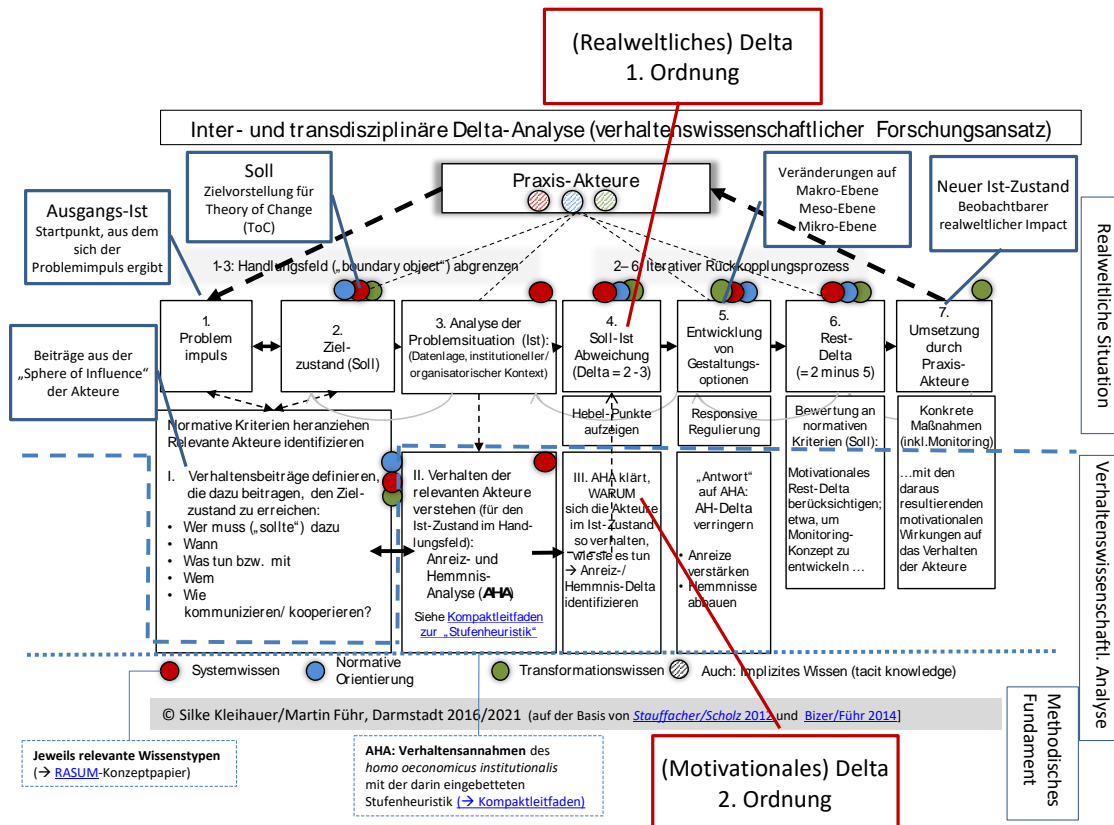 (Realweltliches) Delta
1. Ordnung
Inter- und transdisziplinäre Delta-Analyse (verhaltenswissenschaftlicher Forschungsansatz)
Soll
Zielvorstellung für
Theory of Change
(ToC)
Praxis-Akteure
Veränderungen auf
Makro-Ebene
Meso-Ebene
Mikro-Ebene
Neuer Ist-Zustand
Beobachtbarer
realweltlicher Impact
Ausgangs-Ist
Startpunkt, aus dem
sich der
Problemimpuls ergibt
1-3: Handlungsfeld („boundary object“) abgrenzen
2–6: Iterativer Rückkopplungsprozess
Realweltliche Situation
Beiträge aus der
„Sphere of Influence“
der Akteure
1.
Problem
impuls
2.
Ziel-
zustand (Soll)
3. Analyse der
Problemsituation (Ist):
(Datenlage, institutioneller/
organisatorischer Kontext)
4.
Soll-Ist
Abweichung
(Delta = 2 - 3)
5.
Entwicklung
von
Gestaltungs-
optionen
6.
Rest-
Delta
(= 2 minus 5)
7.
Umsetzung
durch
Praxis-
Akteure
Hebel-Punkte
aufzeigen
Responsive
Regulierung
Bewertung an
normativen
Kriterien (Soll):
Motivationales
Rest-Delta
berücksichtigen;
etwa, um
Monitoring-
Konzept zu
entwickeln …
Konkrete
Maßnahmen
(inkl.Monitoring)
…mit den
daraus
resultierenden
motivationalen
Wirkungen auf
das Verhalten
der Akteure
Normative Kriterien heranziehen
Relevante Akteure identifizieren
I. Verhaltensbeiträge definieren,
die dazu beitragen, den Ziel-
zustand zu erreichen:
• Wer muss („sollte“) dazu
• Wann
• Was tun bzw. mit
• Wem
• Wie
kommunizieren/ kooperieren?
II. Verhalten der
relevanten Akteure
verstehen (für den
Ist-Zustand im Hand-
lungsfeld):
Anreiz- und
Hemmnis-
Analyse (AHA)
Siehe Kompaktleitfaden
zur „Stufenheuristik“
III. AHA klärt,
WARUM
sich die Akteure
im Ist-Zustand
so verhalten,
wie sie es tun
→ Anreiz-/
Hemmnis-Delta
identifizieren
„Antwort“
auf AHA:
AH-Delta
verringern
• Anreize
verstärken
• Hemmnisse
abbauen
Verhaltenswissenschaftl. Analyse
Systemwissen
Normative
Orientierung
Transformationswissen
Auch: Implizites Wissen (tacit knowledge)
© Silke Kleihauer/Martin Führ, Darmstadt 2016/2021 (auf der Basis von Stauffacher/Scholz 2012 und Bizer/Führ 2014]
Methodisches
Fundament
Jeweils relevante Wissenstypen
(→ RASUM-Konzeptpapier)
AHA: Verhaltensannahmen des
homo oeconomicus institutionalis
mit der darin eingebetteten
Stufenheuristik (→ Kompaktleitfaden)
(Motivationales) Delta
2. Ordnung